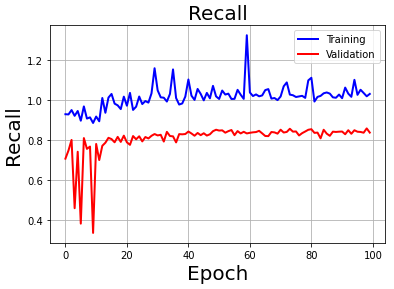 Recall
Training
Validation
Recall
1.2
1.0
0.8
0.6
0.4
0 20 40 60 80 100
Epoch